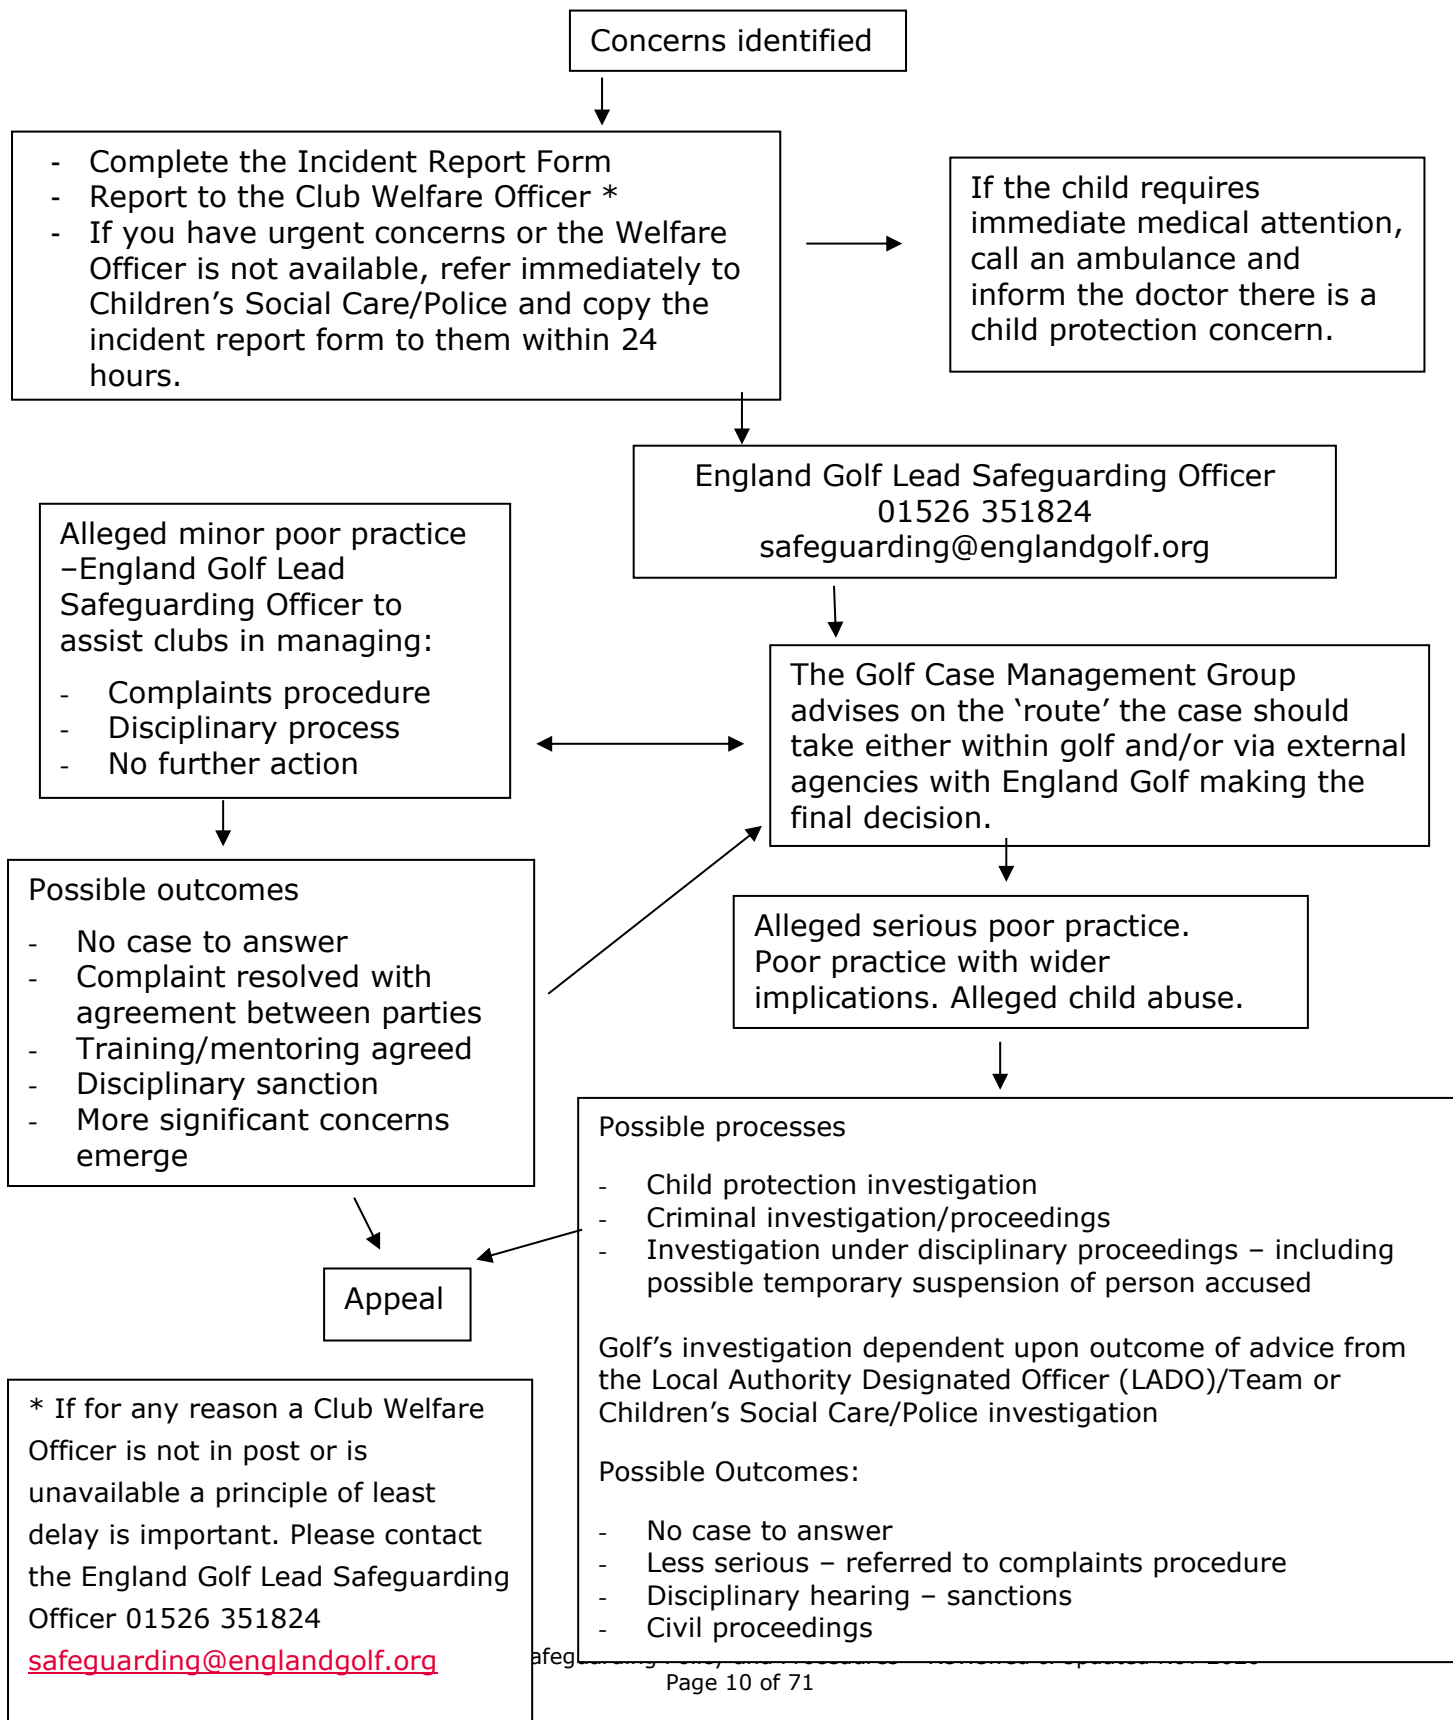 Concerns identified
- Complete the Incident Report Form
- Report to the Club Welfare Officer *
- If you have urgent concerns or the Welfare
Officer is not available, refer immediately to
Children’s Social Care/Police and copy the
incident report form to them within 24
hours.
If the child requires
immediate medical attention,
call an ambulance and
inform the doctor there is a
child protection concern.
England Golf Lead Safeguarding Officer
01526 351824
safeguarding@englandgolf.org
Alleged minor poor practice
–England Golf Lead
Safeguarding Officer to
assist clubs in managing:
- Complaints procedure
- Disciplinary process
- No further action
The Golf Case Management Group
advises on the ‘route’ the case should
take either within golf and/or via external
agencies with England Golf making the
final decision.
Possible outcomes
- No case to answer
- Complaint resolved with
agreement between parties
- Training/mentoring agreed
- Disciplinary sanction
- More significant concerns
emerge
Alleged serious poor practice.
Poor practice with wider
implications. Alleged child abuse.
Possible processes
- Child protection investigation
- Criminal investigation/proceedings
- Investigation under disciplinary proceedings – including
possible temporary suspension of person accused
Golf’s investigation dependent upon outcome of advice from
the Local Authority Designated Officer (LADO)/Team or
Children’s Social Care/Police investigation
Possible Outcomes:
- No case to answer
- Less serious – referred to complaints procedure
- Disciplinary hearing – sanctions
- Civil proceedings
Appeal
* If for any reason a Club Welfare
Officer is not in post or is
unavailable a principle of least
delay is important. Please contact
the England Golf Lead Safeguarding
Officer 01526 351824
safeguarding@englandgolf.org
Page 10 of 71